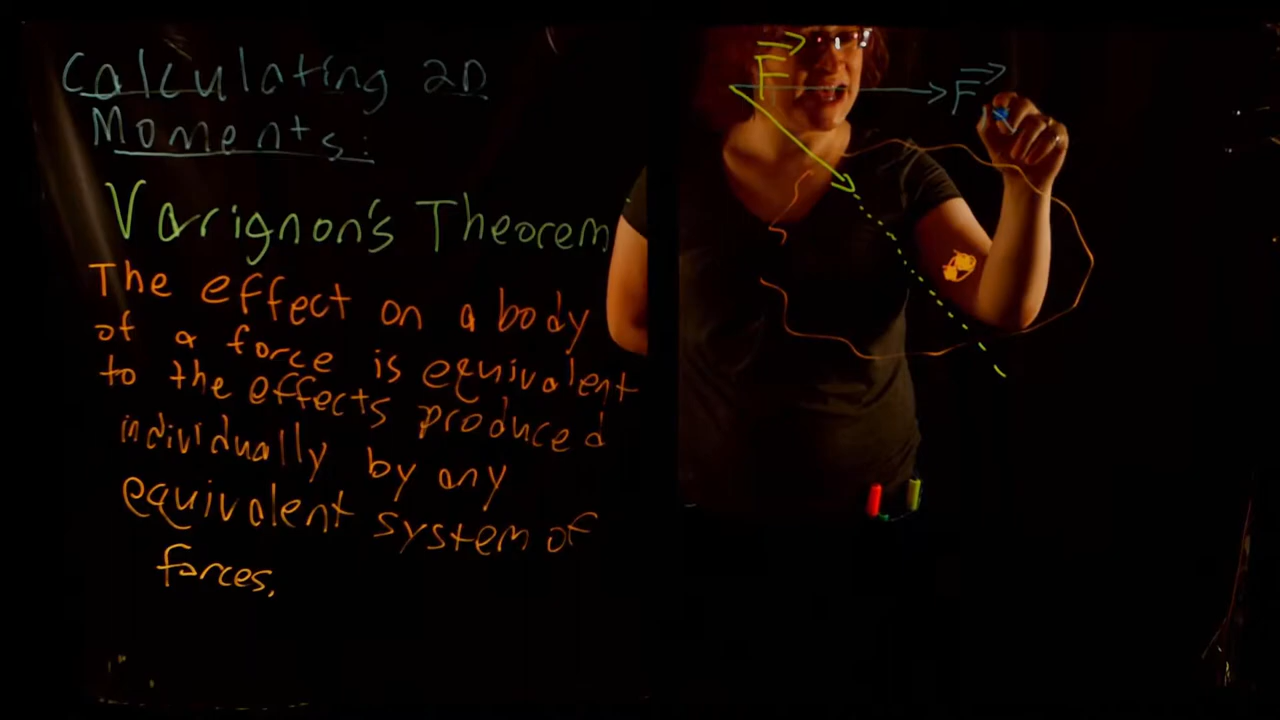 Calculating 2D
Moments:
Varignon's Theorem
The effect on a body
of a force is equivalent
to the effects produced
individually by any
equivalent system of
forces.
F
F